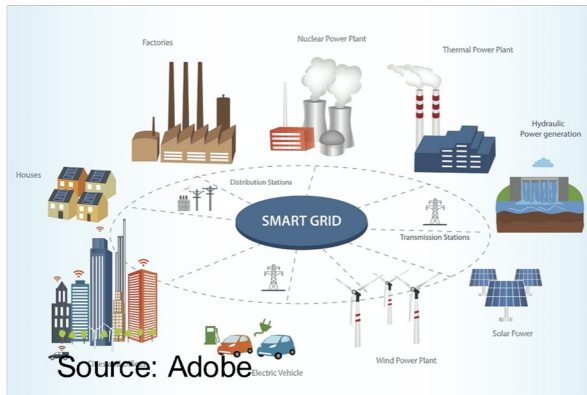 Factories
Nuclear Power Plant
Thermal Power Plant
Hydraulic
Power generation
Houses
Distribution Stations
SMART GRID
Transmission Stations
Solar Power
Wind Power Plant
Electric Vehicle
Source: Adobe